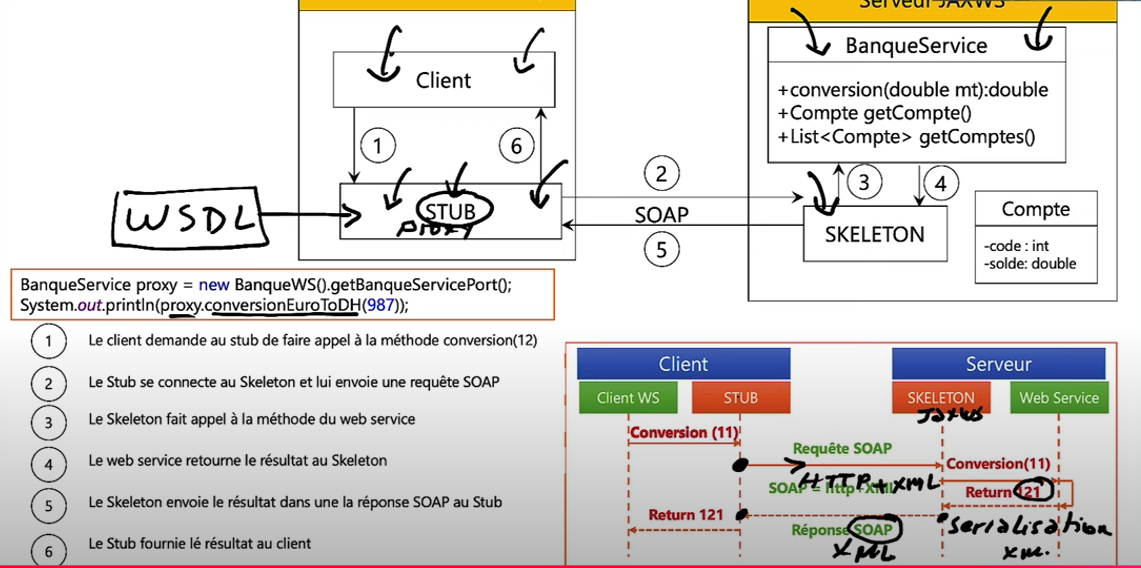 Serveur JAXWS
BanqueService
Client
+conversion(double mt):double
+Compte getCompte()
+List<Compte> getComptes()
1
6
2
3
4
WSDL
STUB
proxy
SOAP
5
SKELETON
Compte
-code : int
-solde: double
BanqueService proxy = new BanqueWS().getBanqueServicePort();
System.out.println(proxy.conversionEuroToDH(987));
1 Le client demande au stub de faire appel à la méthode conversion(12)
2 Le Stub se connecte au Skeleton et lui envoie une requête SOAP
3 Le Skeleton fait appel à la méthode du web service
4 Le web service retourne le résultat au Skeleton
5 Le Skeleton envoie le résultat dans une la réponse SOAP au Stub
6 Le Stub fournie lé résultat au client
Client
Serveur
Client WS
STUB
SKELETON
Web Service
Jaxws
Conversion (11)
Requête SOAP
Conversion(11)
HTTP + XML
SOAP = http+XML
Return 121
Return 121
Réponse SOAP
XML
Serialisation
xm.